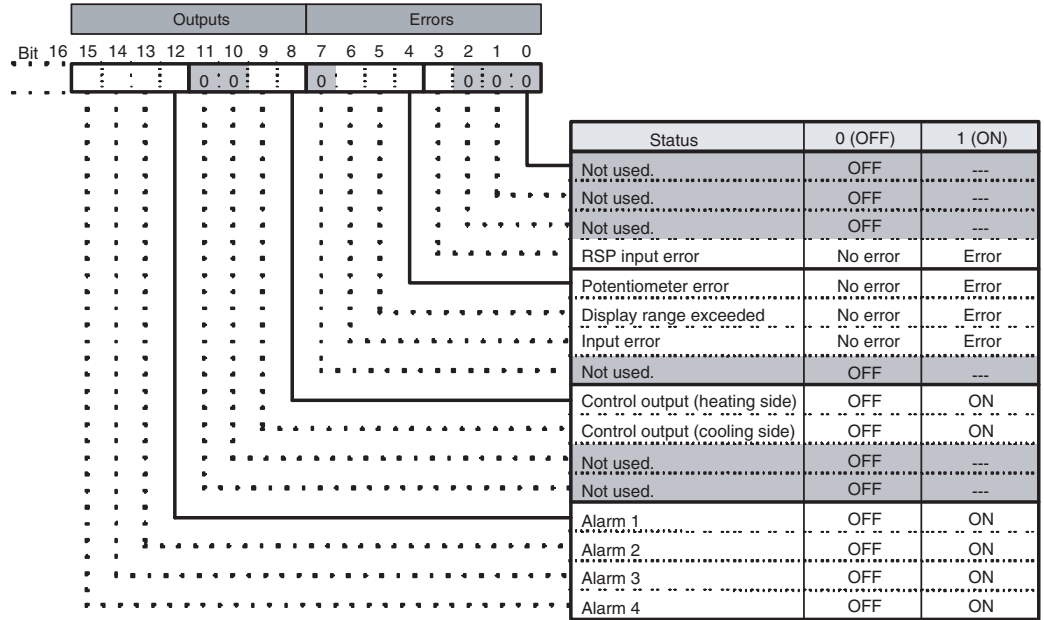 Outputs Errors
Bit 16 15 14 13 12 11 10 9 8 7 6 5 4 3 2 1 0
0 0 0 0 0 0
Status 0 (OFF) 1 (ON)
Not used. OFF ---
Not used. OFF ---
Not used. OFF ---
RSP input error No error Error
Potentiometer error No error Error
Display range exceeded No error Error
Input error No error Error
Not used. OFF ---
Control output (heating side) OFF ON
Control output (cooling side) OFF ON
Not used. OFF ---
Not used. OFF ---
Alarm 1 OFF ON
Alarm 2 OFF ON
Alarm 3 OFF ON
Alarm 4 OFF ON